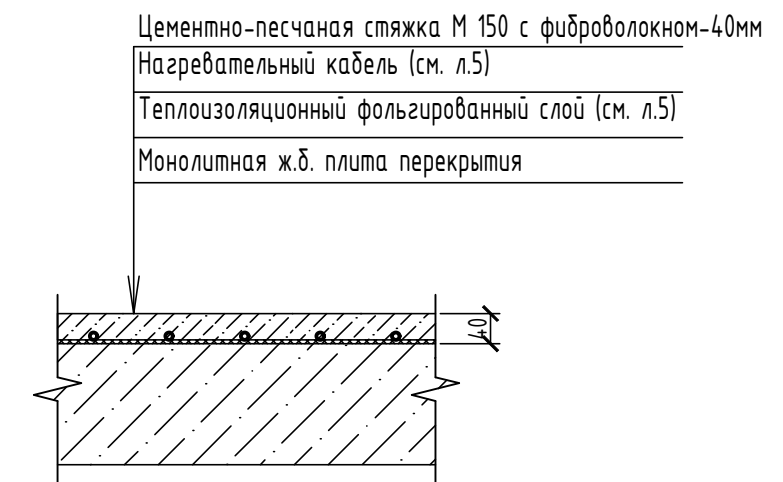 Цементно-песчаная стяжка М 150 с фиброволокном-40мм
Нагревательный кабель (см. л.5)
Теплоизоляционный фольгированный слой (см. л.5)
Монолитная ж.б. плита перекрытия
40